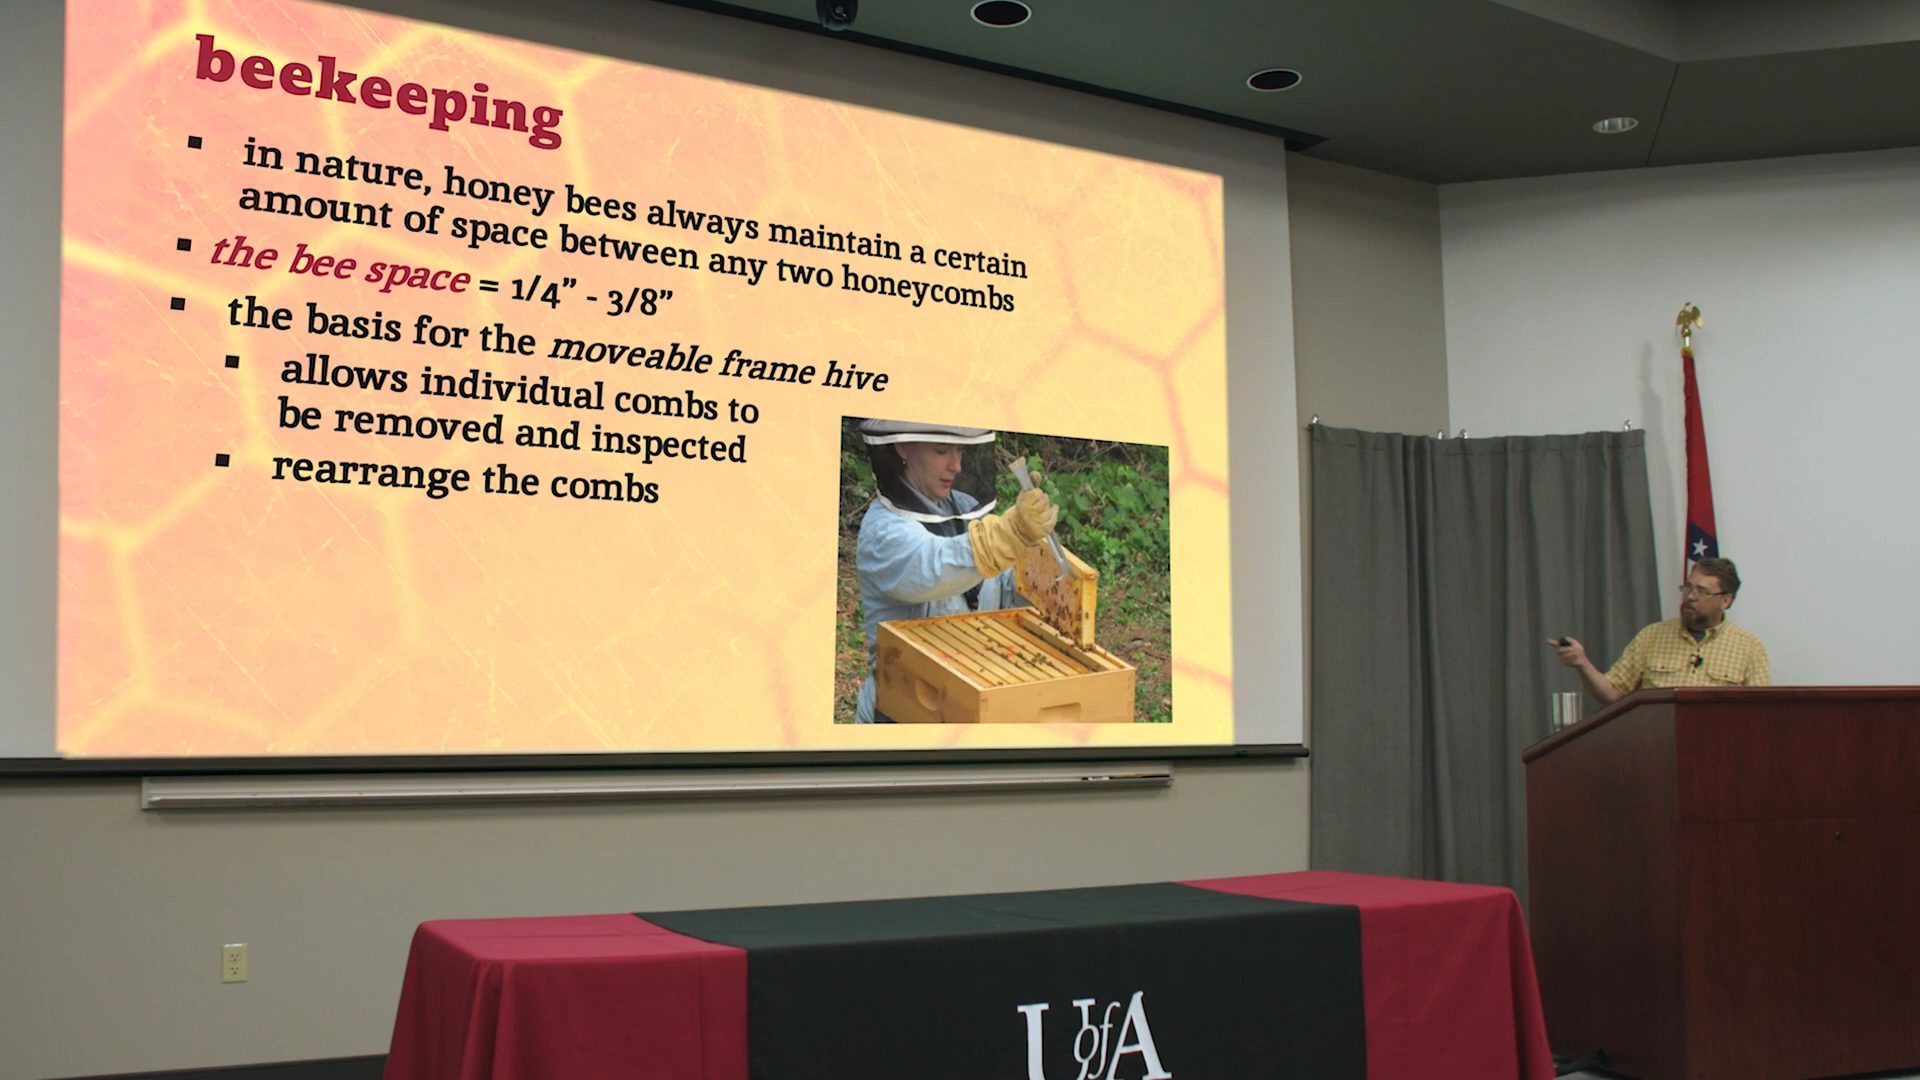 beekeeping
▪ in nature, honey bees always maintain a certain
amount of space between any two honeycombs
▪ the bee space = 1/4” - 3/8”
▪ the basis for the moveable frame hive
▪ allows individual combs to
be removed and inspected
▪ rearrange the combs
U of A